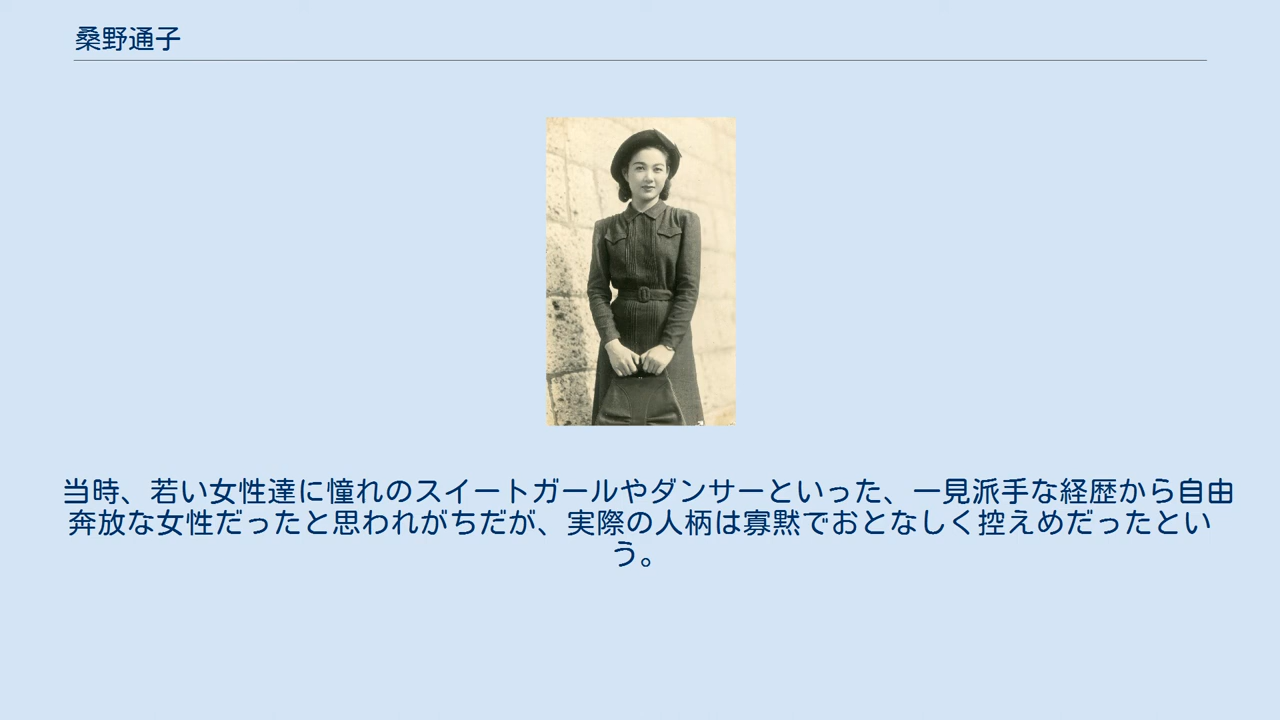 桑野通子
当時、若い女性達に憧れのスイートガールやダンサーといった、一見派手な経歴から自由
奔放な女性だったと思われがちだが、実際の人柄は寡黙でおとなしく控えめだったとい
う。